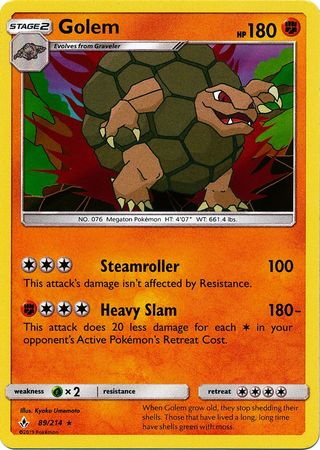 STAGE2 Golem HP 180
Evolves from Graveler
NO. 076 Megaton Pokémon HT: 4'07" WT: 661.4 lbs.
Steamroller 100
This attack's damage isn't affected by Resistance.
Heavy Slam 180-
This attack does 20 less damage for each in your
opponent's Active Pokémon's Retreat Cost.
weakness ×2 resistance retreat
Illus. Kyoko Umemoto
89/214 ★
©2019 Pokémon
When Golem grow old, they stop shedding their
shells. Those that have lived a long, long time
have shells green with moss.